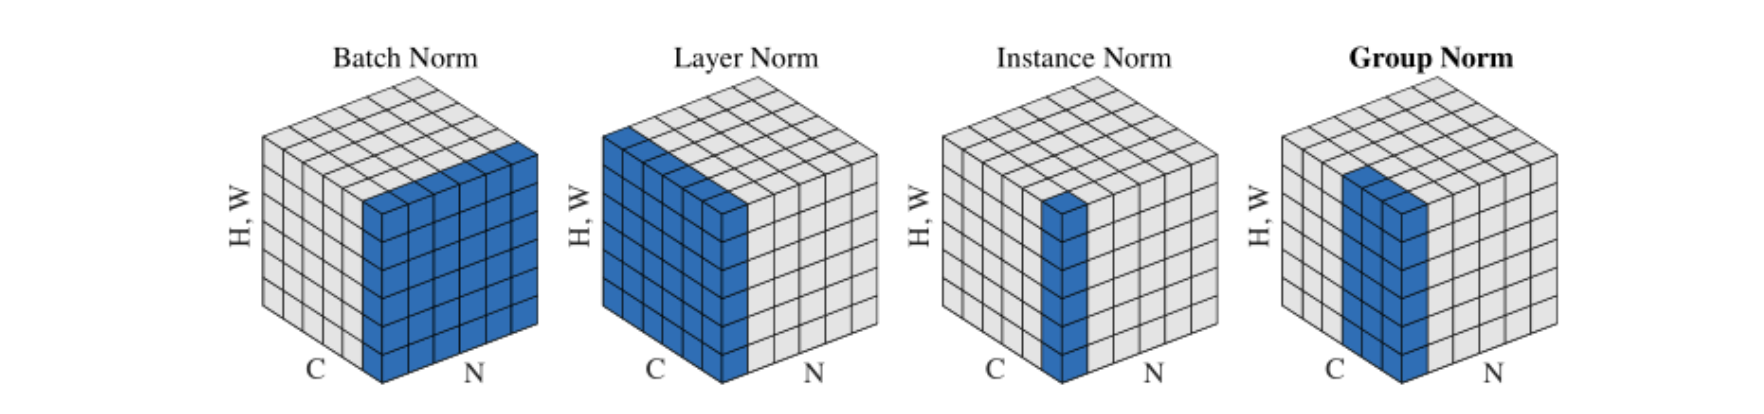 Batch Norm
Layer Norm
Instance Norm
Group Norm
H, W
C
N
H, W
C
N
H, W
C
N
H, W
C
N